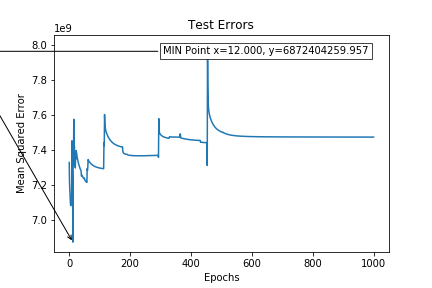 Test Errors
1e9
8.0
MIN Point x=12.000, y=6872404259.957
7.8
7.6
7.4
7.2
7.0
Mean Squared Error
0 200 400 600 800 1000
Epochs